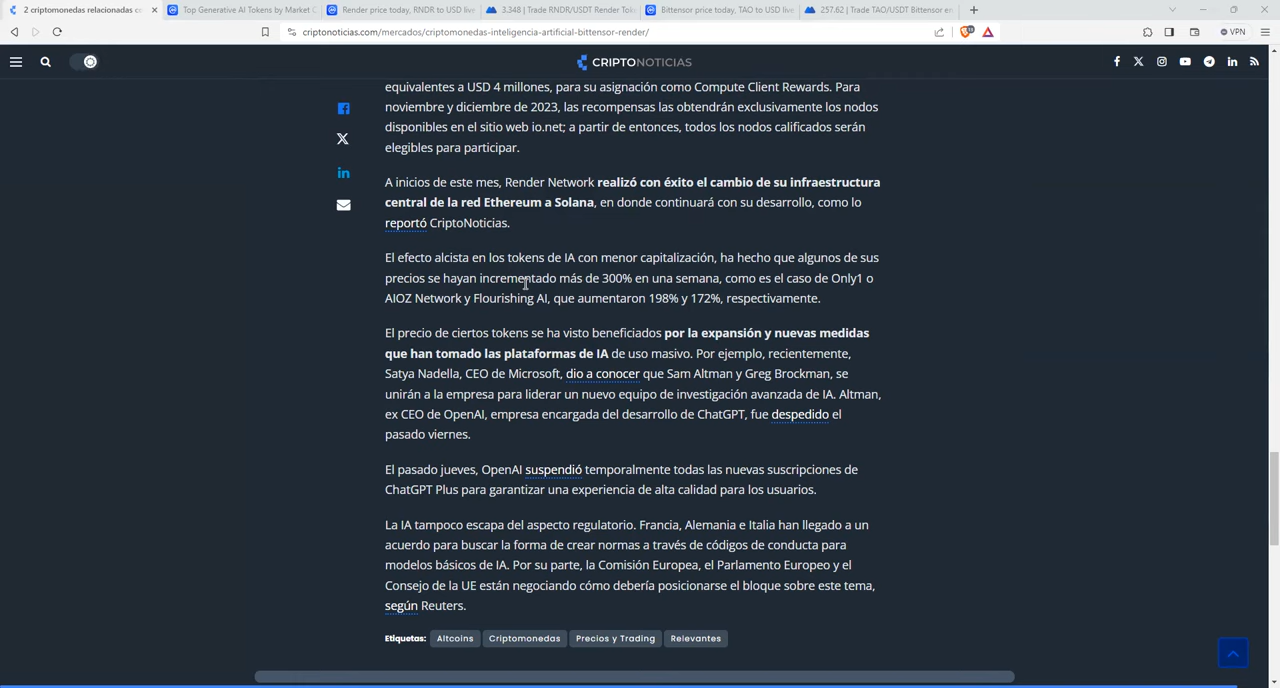 2 criptomonedas relacionadas c
Top Generative AI Tokens by Market C
Render price today, RNDR to USD live
3.348 | Trade RNDR/USDT Render Tok
Bittensor price today, TAO to USD live
257.62 | Trade TAO/USDT Bittensor en
criptonoticias.com/mercados/criptomonedas-inteligencia-artificial-bittensor-render/
VPN
CRIPTONOTICIAS
equivalentes a USD 4 millones, para su asignación como Compute Client Rewards. Para
noviembre y diciembre de 2023, las recompensas las obtendrán exclusivamente los nodos
disponibles en el sitio web io.net; a partir de entonces, todos los nodos calificados serán
elegibles para participar.
A inicios de este mes, Render Network realizó con éxito el cambio de su infraestructura
central de la red Ethereum a Solana, en donde continuará con su desarrollo, como lo
reportó CriptoNoticias.
El efecto alcista en los tokens de IA con menor capitalización, ha hecho que algunos de sus
precios se hayan incrementado más de 300% en una semana, como es el caso de Only1 o
AIOZ Network y Flourishing AI, que aumentaron 198% y 172%, respectivamente.
El precio de ciertos tokens se ha visto beneficiados por la expansión y nuevas medidas
que han tomado las plataformas de IA de uso masivo. Por ejemplo, recientemente,
Satya Nadella, CEO de Microsoft, dio a conocer que Sam Altman y Greg Brockman, se
unirán a la empresa para liderar un nuevo equipo de investigación avanzada de IA. Altman,
ex CEO de OpenAI, empresa encargada del desarrollo de ChatGPT, fue despedido el
pasado viernes.
El pasado jueves, OpenAI suspendió temporalmente todas las nuevas suscripciones de
ChatGPT Plus para garantizar una experiencia de alta calidad para los usuarios.
La IA tampoco escapa del aspecto regulatorio. Francia, Alemania e Italia han llegado a un
acuerdo para buscar la forma de crear normas a través de códigos de conducta para
modelos básicos de IA. Por su parte, la Comisión Europea, el Parlamento Europeo y el
Consejo de la UE están negociando cómo debería posicionarse el bloque sobre este tema,
según Reuters.
Etiquetas: Altcoins Criptomonedas Precios y Trading Relevantes